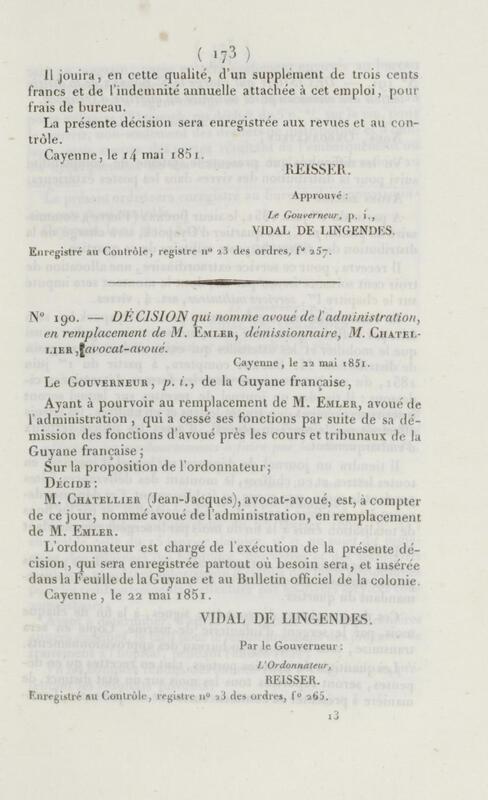 ( 173 )
Il jouira, en cette qualité, d'un supplément de trois cents
francs et de l'indemnité annuelle attachée à cet emploi, pour
frais de bureau.
La présente décision sera enregistrée aux revues et au con-
trôle.
Cayenne, le 14 mai 1851.
REISSER.
Approuvé :
Le Gouverneur, p. i.,
VIDAL DE LINGENDES.
Enregistré au Contrôle, registre n° 23 des ordres, f° 257.
N° 190. — DÉCISION qui nomme avoué de l'administration,
en remplacement de M. EMLER, démissionnaire, M. CHATEL-
LIER, avocat-avoué.
Cayenne, le 22 mai 1851.
Le GOUVERNEUR, p. i., de la Guyane française,
Ayant à pourvoir au remplacement de M. EMLER, avoué de
l'administration, qui a cessé ses fonctions par suite de sa dé-
mission des fonctions d'avoué près les cours et tribunaux de la
Guyane française ;
Sur la proposition de l'ordonnateur ;
DÉCIDE :
M. CHATELLIER (Jean-Jacques), avocat-avoué, est, à compter
de ce jour, nommé avoué de l'administration, en remplacement
de M. EMLER.
L'ordonnateur est chargé de l'exécution de la présente dé-
cision, qui sera enregistrée partout où besoin sera, et insérée
dans la Feuille de la Guyane et au Bulletin officiel de la colonie.
Cayenne, le 22 mai 1851.
VIDAL DE LINGENDES.
Par le Gouverneur :
L'Ordonnateur,
REISSER.
Enregistré au Contrôle, registre n° 23 des ordres, f° 265.
13